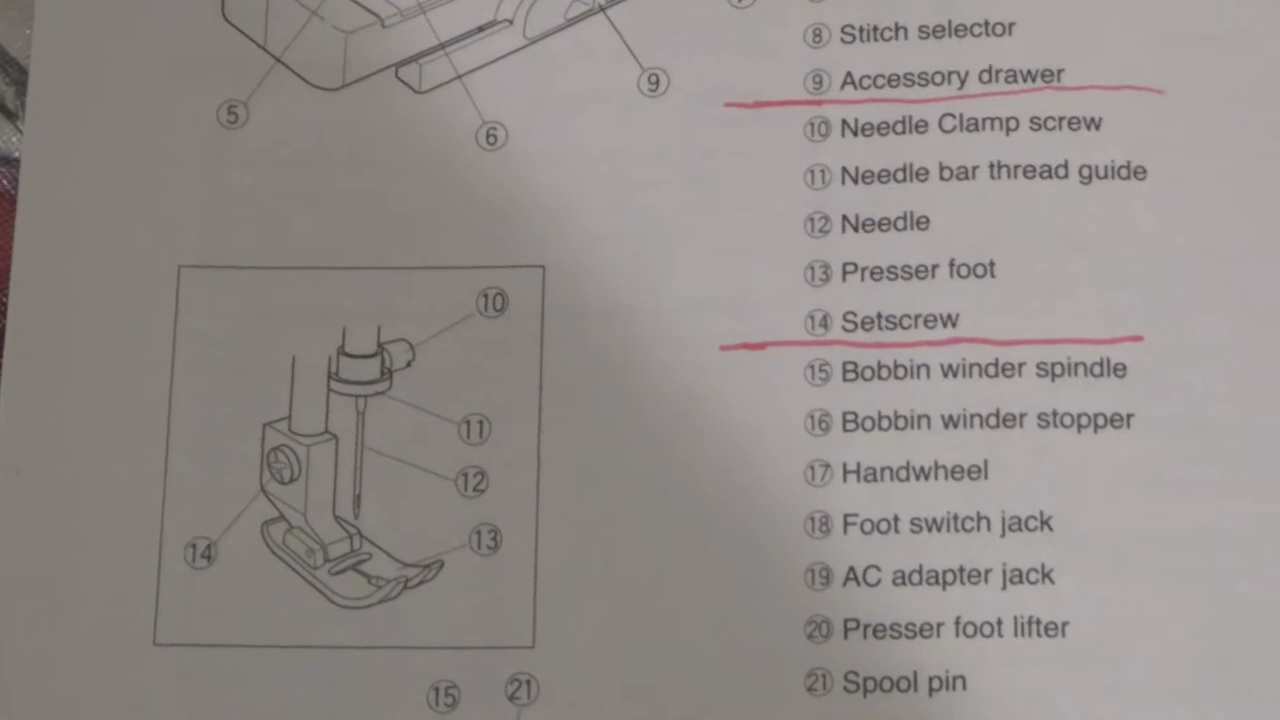 ⑤
⑥
⑨
⑧ Stitch selector
⑨ Accessory drawer
⑩ Needle Clamp screw
⑪ Needle bar thread guide
⑫ Needle
⑬ Presser foot
⑭ Setscrew
⑮ Bobbin winder spindle
⑯ Bobbin winder stopper
⑰ Handwheel
⑱ Foot switch jack
⑲ AC adapter jack
⑳ Presser foot lifter
㉑ Spool pin
⑩
⑪
⑫
⑬
⑭
⑮ ㉑